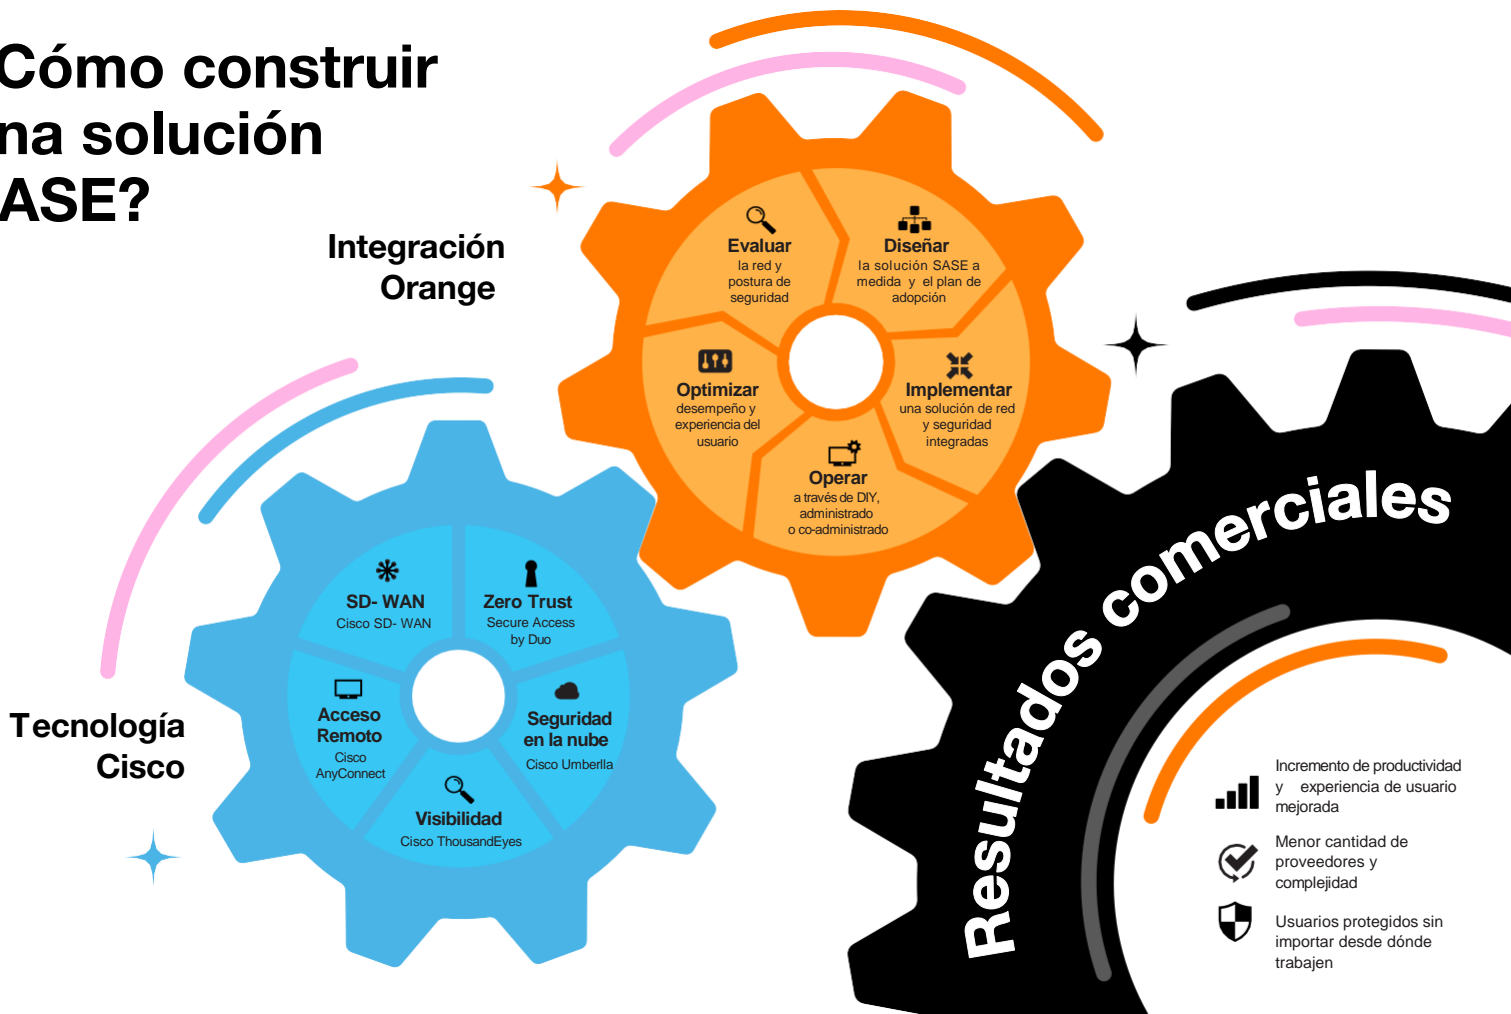 Cómo construir
na solución
ASE?
Integración
Orange
Evaluar
la red y
postura de
seguridad
Diseñar
la solución SASE a
medida y el plan de
adopción
Optimizar
desempeño y
experiencia del
usuario
Implementar
una solución de red
y seguridad
integradas
Operar
a través de DIY,
administrado
o co-administrado
Tecnología
Cisco
SD- WAN
Cisco SD- WAN
Zero Trust
Secure Access
by Duo
Acceso
Remoto
Cisco
AnyConnect
Seguridad
en la nube
Cisco Umberlla
Visibilidad
Cisco ThousandEyes
Resultados comerciales
Incremento de productividad
y experiencia de usuario
mejorada
Menor cantidad de
proveedores y
complejidad
Usuarios protegidos sin
importar desde dónde
trabajen